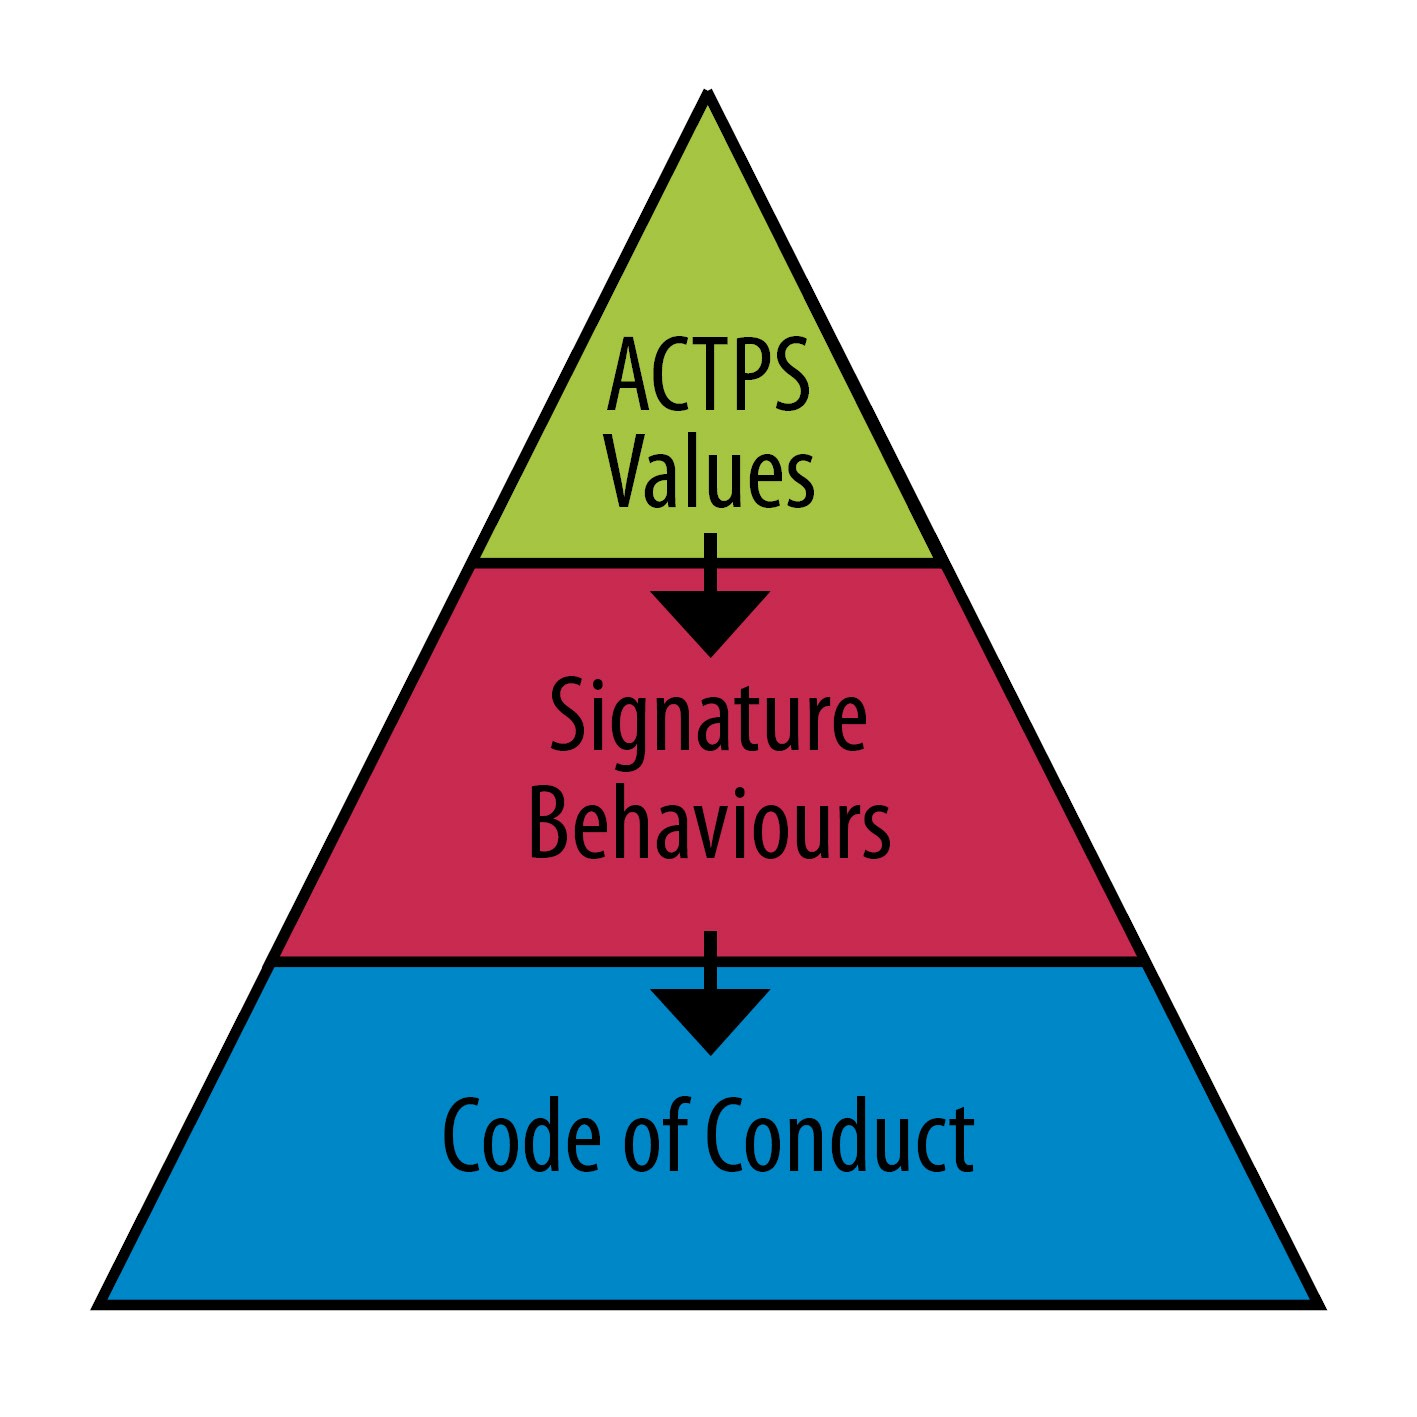 ACTPS
Values
Signature
Behaviours
Code of Conduct